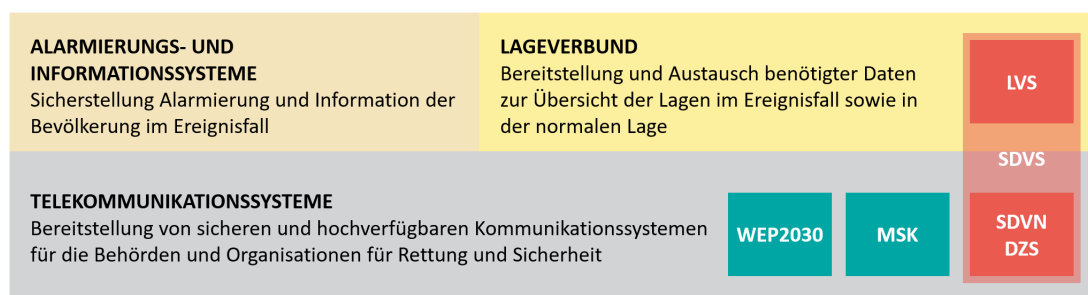 ALARMIERUNGS- UND
INFORMATIONSSYSTEME
Sicherstellung Alarmierung und Information der
Bevölkerung im Ereignisfall
LAGEVERBUND
Bereitstellung und Austausch benötigter Daten
zur Übersicht der Lagen im Ereignisfall sowie in
der normalen Lage
LVS
SDVS
TELEKOMMUNIKATIONSSYSTEME
Bereitstellung von sicheren und hochverfügbaren Kommunikationssystemen
für die Behörden und Organisationen für Rettung und Sicherheit
WEP2030
MSK
SDVN
DZS